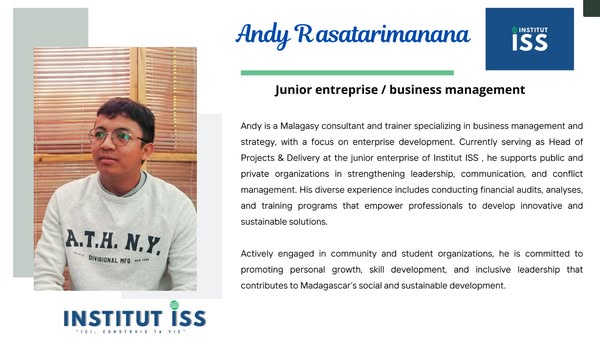 Andy Rasatarimanana
INSTITUT
ISS
Junior entreprise / business management
Andy is a Malagasy consultant and trainer specializing in business management and
strategy, with a focus on enterprise development. Currently serving as Head of
Projects & Delivery at the junior enterprise of Institut ISS , he supports public and
private organizations in strengthening leadership, communication, and conflict
management. His diverse experience includes conducting financial audits, analyses,
and training programs that empower professionals to develop innovative and
sustainable solutions.
Actively engaged in community and student organizations, he is committed to
promoting personal growth, skill development, and inclusive leadership that
contributes to Madagascar's social and sustainable development.
A.T.H. N.Y.
DIVISIONAL MFG
INSTITUT ISS
"ICI, CONSTRUIS TA VIE"